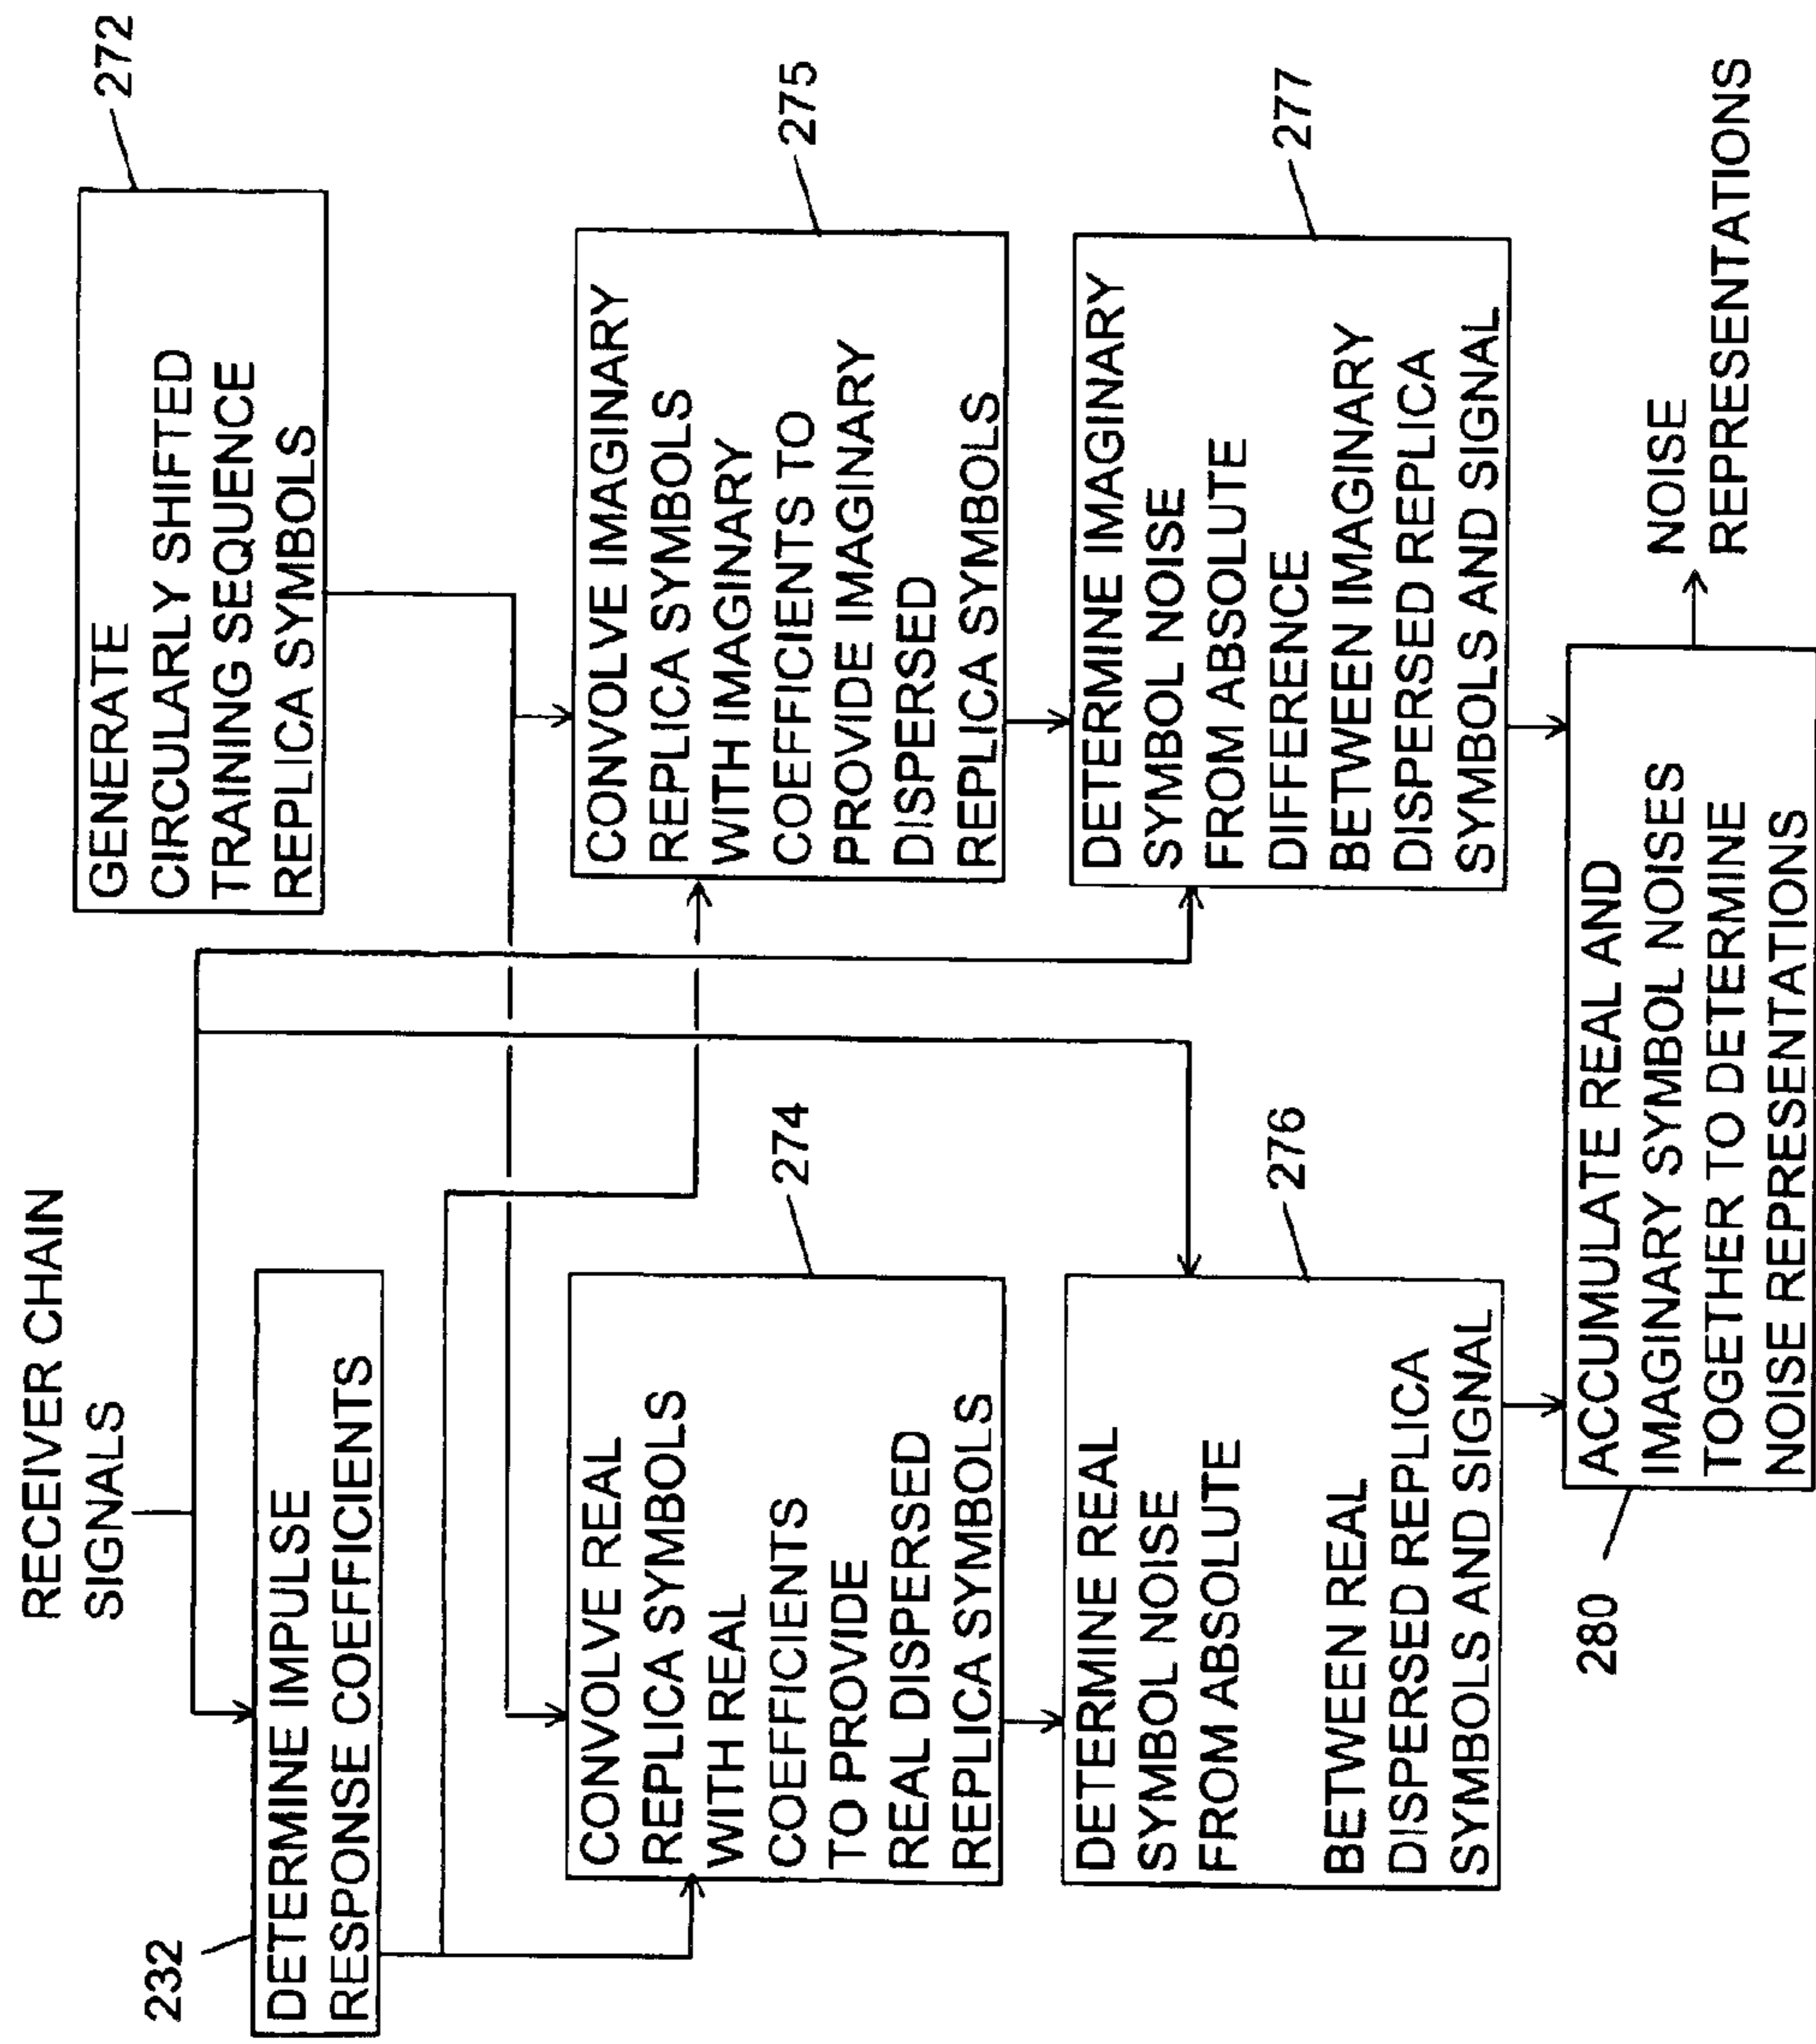 RECEIVER CHAIN
SIGNALS
232
DETERMINE IMPULSE
RESPONSE COEFFICIENTS
GENERATE
CIRCULARLY SHIFTED
TRAINING SEQUENCE
REPLICA SYMBOLS
272
CONVOLVE REAL
REPLICA SYMBOLS
WITH REAL
COEFFICIENTS
TO PROVIDE
REAL DISPERSED
REPLICA SYMBOLS
274
CONVOLVE IMAGINARY
REPLICA SYMBOLS
WITH IMAGINARY
COEFFICIENTS TO
PROVIDE IMAGINARY
DISPERSED
REPLICA SYMBOLS
275
DETERMINE REAL
SYMBOL NOISE
FROM ABSOLUTE
BETWEEN REAL
DISPERSED REPLICA
SYMBOLS AND SIGNAL
276
DETERMINE IMAGINARY
SYMBOL NOISE
FROM ABSOLUTE
DIFFERENCE
BETWEEN IMAGINARY
DISPERSED REPLICA
SYMBOLS AND SIGNAL
277
280
ACCUMULATE REAL AND
IMAGINARY SYMBOL NOISES
TOGETHER TO DETERMINE
NOISE REPRESENTATIONS
NOISE
REPRESENTATIONS